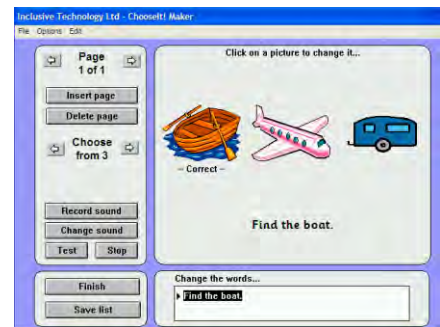 Inclusive Technology Ltd - ChooseIt! Maker
File Options Edit
Page
1 of 1
Insert page
Delete page
Choose
from 3
Record sound
Change sound
Test Stop
Finish
Save list
Click on a picture to change it...
-- Correct --
Find the boat.
Change the words...
Find the boat.